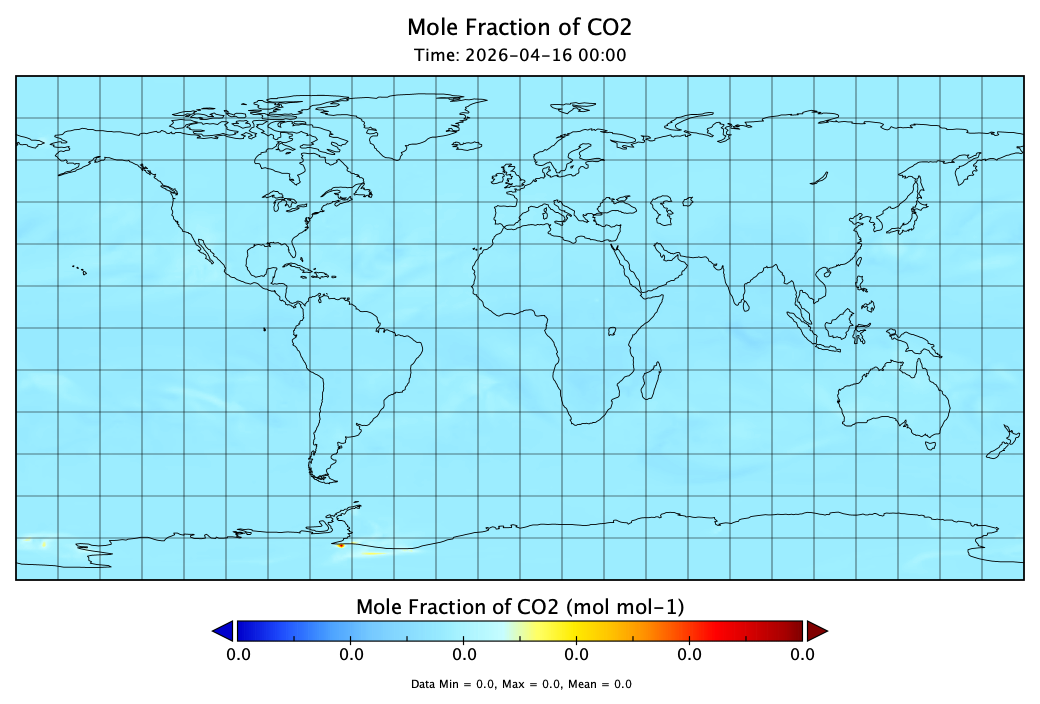 Mole Fraction of CO2
Time: 2026-04-16 00:00
Mole Fraction of CO2 (mol mol-1)
0.0 0.0 0.0 0.0 0.0 0.0
Data Min = 0.0, Max = 0.0, Mean = 0.0